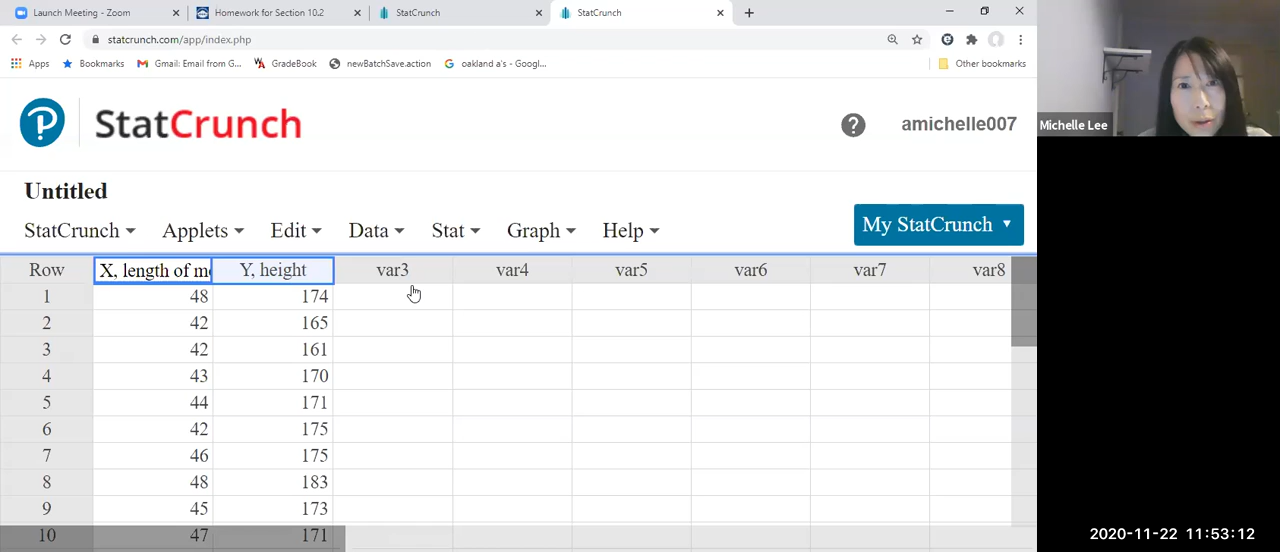 Launch Meeting - Zoom
Homework for Section 10.2
StatCrunch
StatCrunch
statcrunch.com/app/index.php
Apps
Bookmarks
Gmail: Email from G...
GradeBook
newBatchSave.action
oakland a's - Googl...
Other bookmarks
Michelle Lee
StatCrunch
amichelle007
Untitled
StatCrunch Applets Edit Data Stat Graph Help
My StatCrunch
Row X, length of me Y, height var3 var4 var5 var6 var7 var8
1 48 174
2 42 165
3 42 161
4 43 170
5 44 171
6 42 175
7 46 175
8 48 183
9 45 173
10 47 171
2020-11-22 11:53:12